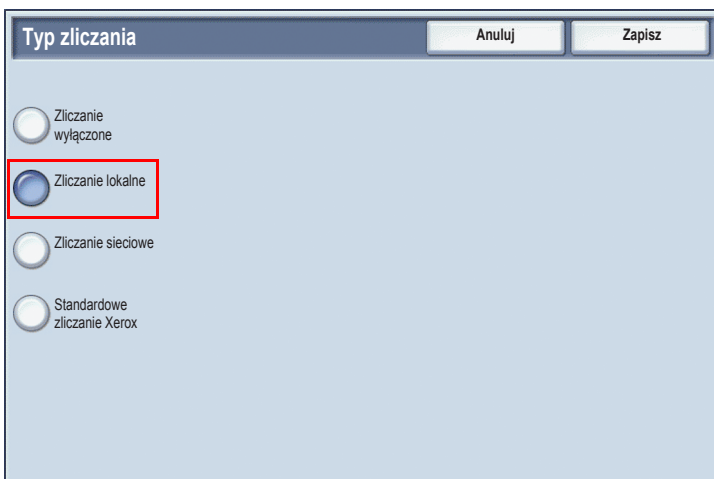 Typ zliczania
Anuluj
Zapisz
Zliczanie
wyłączone
Zliczanie lokalne
Zliczanie sieciowe
Standardowe
zliczanie Xerox